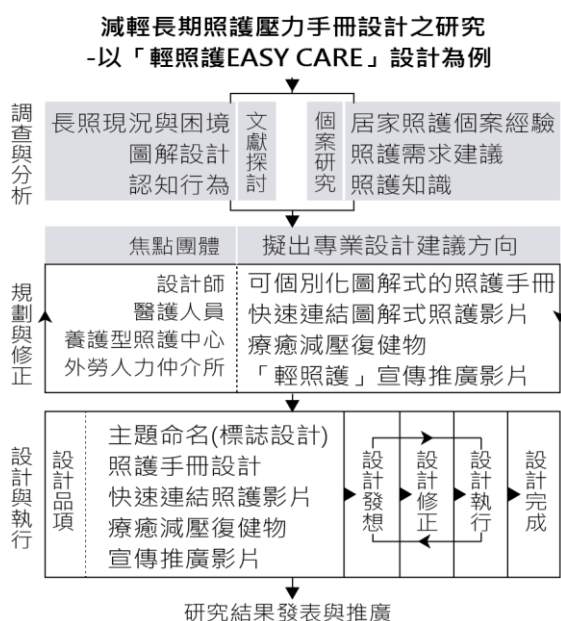 減輕長期照護壓力手冊設計之研究
-以「輕照護EASY CARE」設計為例
調查與分析
長照現況與困境
圖解設計
認知行為
文獻探討
個案研究
居家照護個案經驗
照護需求建議
照護知識
規劃與修正
焦點團體
設計師
醫護人員
養護型照護中心
外勞人力仲介所
擬出專業設計建議方向
可個別化圖解式的照護手冊
快速連結圖解式照護影片
療癒減壓復健物
「輕照護」宣傳推廣影片
設計與執行
設計品項
主題命名(標誌設計)
照護手冊設計
快速連結照護影片
療癒減壓復健物
宣傳推廣影片
設計發想
設計修正
設計執行
設計完成
研究結果發表與推廣